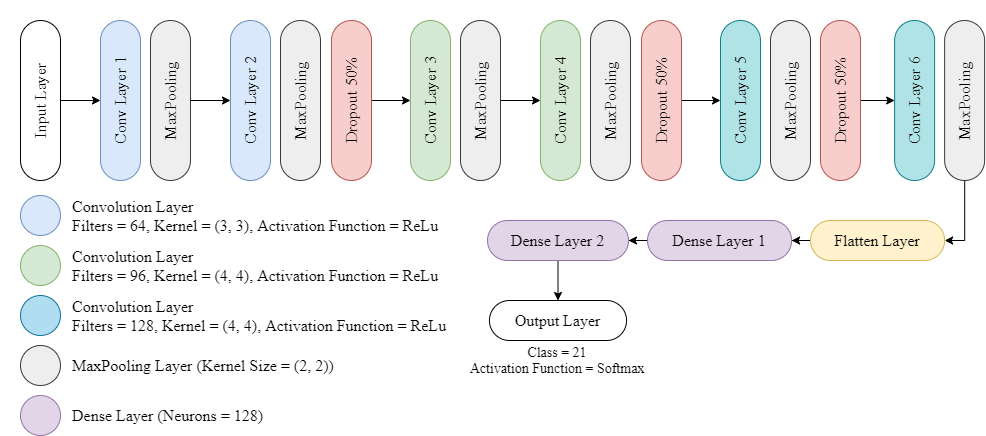 Input Layer
Conv Layer 1
MaxPooling
Conv Layer 2
MaxPooling
Dropout 50%
Conv Layer 3
MaxPooling
Conv Layer 4
MaxPooling
Dropout 50%
Conv Layer 5
MaxPooling
Dropout 50%
Conv Layer 6
MaxPooling
Flatten Layer
Dense Layer 1
Dense Layer 2
Output Layer
Class = 21
Activation Function = Softmax
Convolution Layer
Filters = 64, Kernel = (3, 3), Activation Function = ReLu
Convolution Layer
Filters = 96, Kernel = (4, 4), Activation Function = ReLu
Convolution Layer
Filters = 128, Kernel = (4, 4), Activation Function = ReLu
MaxPooling Layer (Kernel Size = (2, 2))
Dense Layer (Neurons = 128)